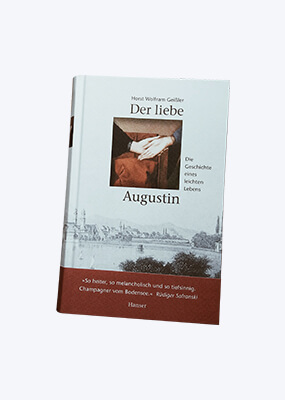 Horst Wolfram Geißler
Der liebe
Die
Geschichte
eines
leichten
Lebens
Augustin
»So heiter, so melancholisch und so tiefsinnig.
Champagner vom Bodensee.« Rüdiger Safranski
Hanser